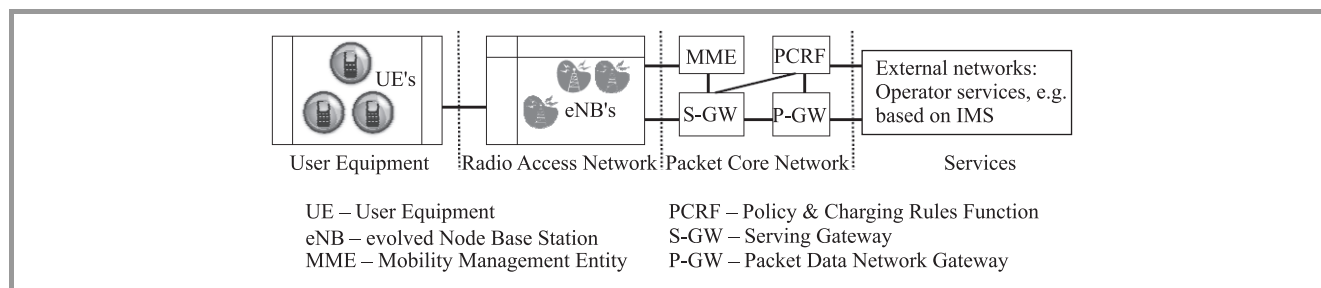 UE's
eNB's
MME
PCRF
S-GW
P-GW
External networks:
Operator services, e.g.
based on IMS
User Equipment
Radio Access Network
Packet Core Network
Services
UE – User Equipment
eNB – evolved Node Base Station
MME – Mobility Management Entity
PCRF – Policy & Charging Rules Function
S-GW – Serving Gateway
P-GW – Packet Data Network Gateway